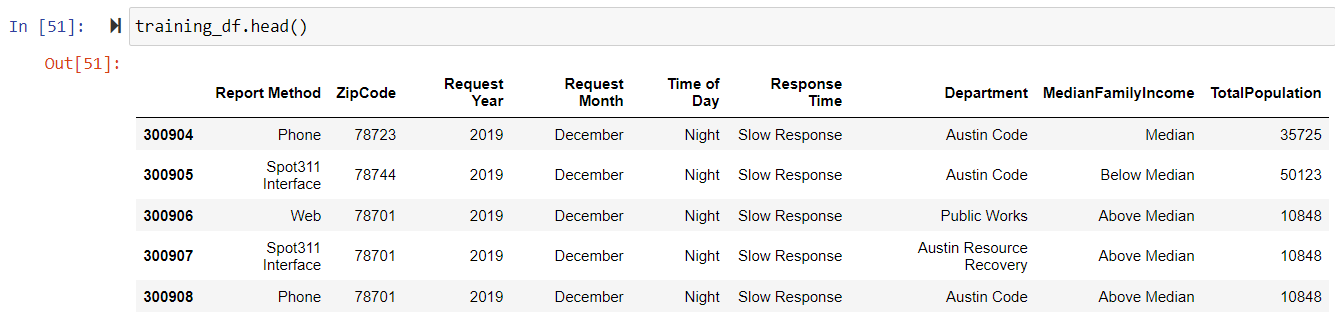 In [51]: training_df.head()
Out[51]:
Report Method ZipCode Request Year Request Month Time of Day Response Time Department MedianFamilyIncome TotalPopulation
300904 Phone 78723 2019 December Night Slow Response Austin Code Median 35725
300905 Spot311 Interface 78744 2019 December Night Slow Response Austin Code Below Median 50123
300906 Web 78701 2019 December Night Slow Response Public Works Above Median 10848
300907 Spot311 Interface 78701 2019 December Night Slow Response Austin Resource Recovery Above Median 10848
300908 Phone 78701 2019 December Night Slow Response Austin Code Above Median 10848